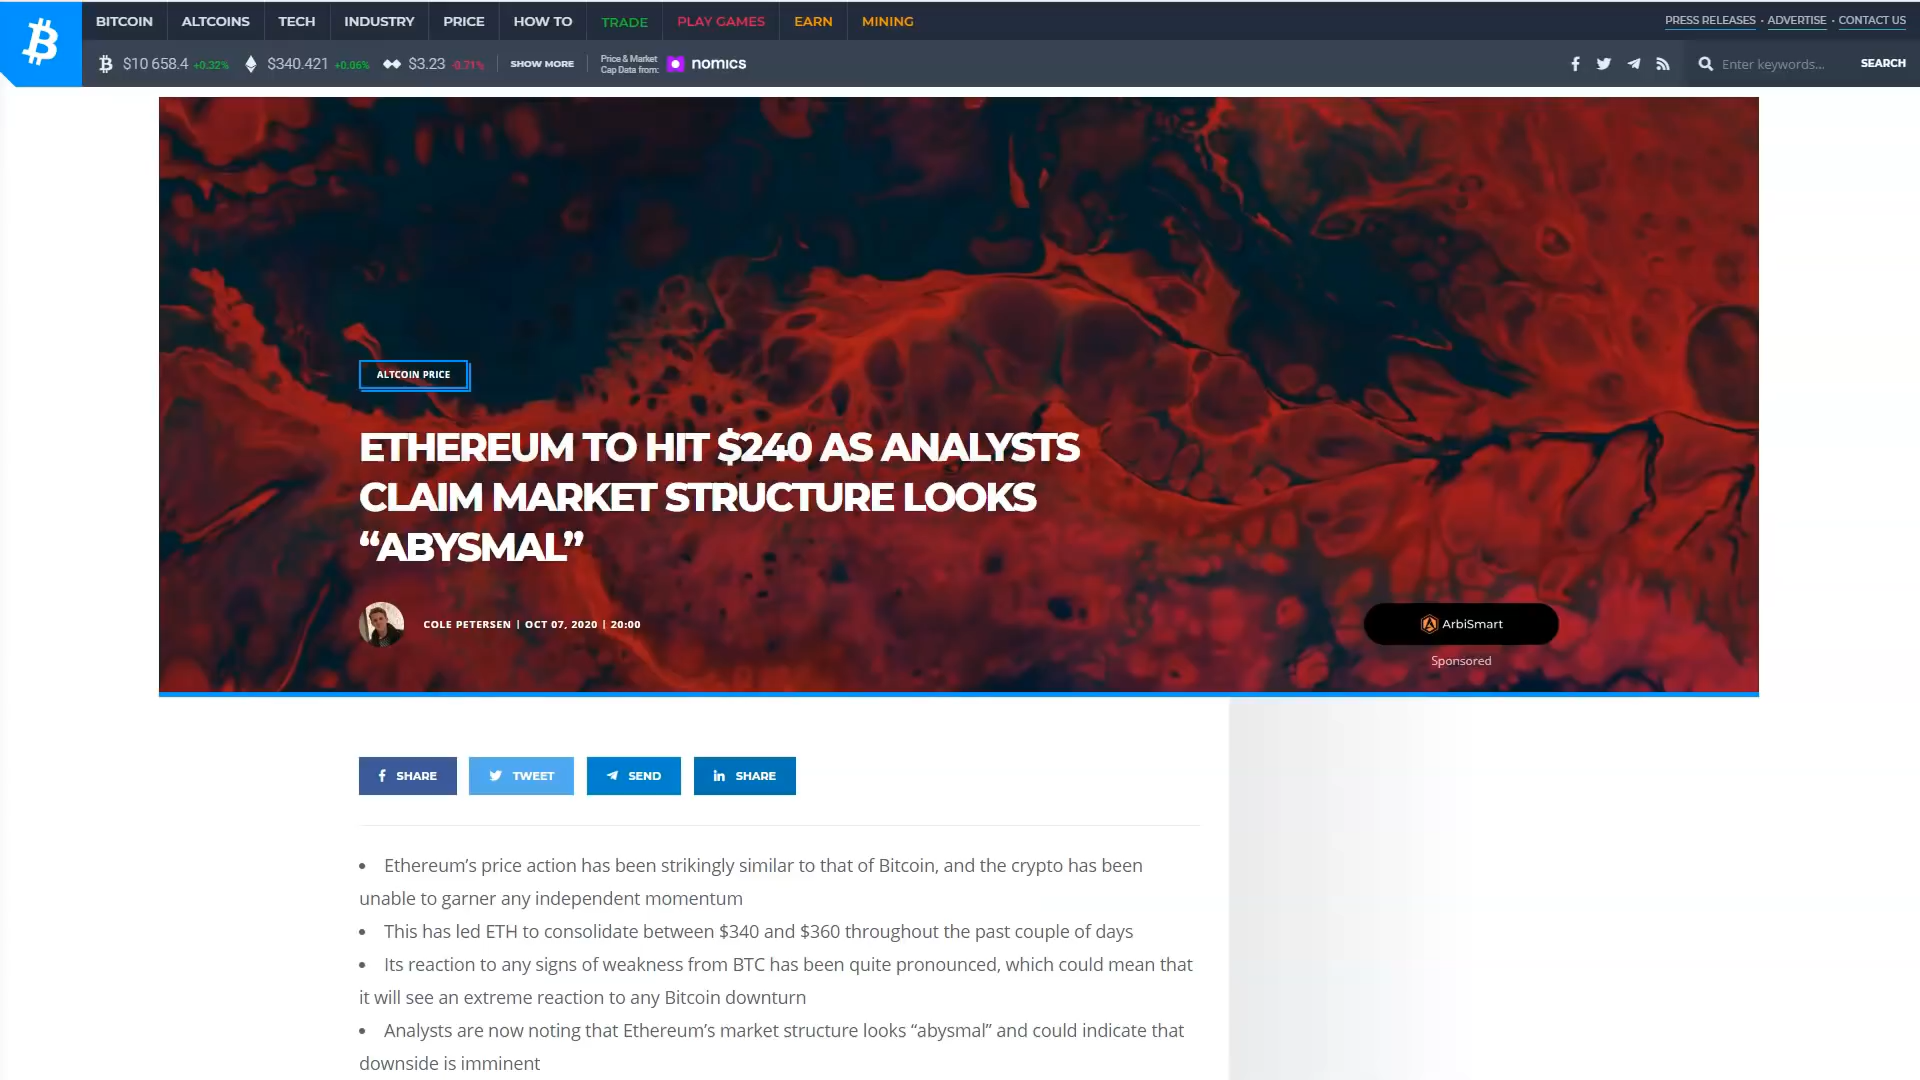 BITCOIN ALTCOINS TECH INDUSTRY PRICE HOW TO TRADE PLAY GAMES EARN MINING PRESS RELEASES · ADVERTISE · CONTACT US
$10 658.4 +0.32% $340.421 +0.06% $3.23 -0.71% SHOW MORE Price & Market
Cap Data from: nomics Enter keywords... SEARCH
ALTCOIN PRICE
ETHEREUM TO HIT $240 AS ANALYSTS
CLAIM MARKET STRUCTURE LOOKS
“ABYSMAL”
COLE PETERSEN | OCT 07, 2020 | 20:00
ArbiSmart
Sponsored
SHARE TWEET SEND SHARE
• Ethereum’s price action has been strikingly similar to that of Bitcoin, and the crypto has been
unable to garner any independent momentum
• This has led ETH to consolidate between $340 and $360 throughout the past couple of days
• Its reaction to any signs of weakness from BTC has been quite pronounced, which could mean that
it will see an extreme reaction to any Bitcoin downturn
• Analysts are now noting that Ethereum’s market structure looks “abysmal” and could indicate that
downside is imminent